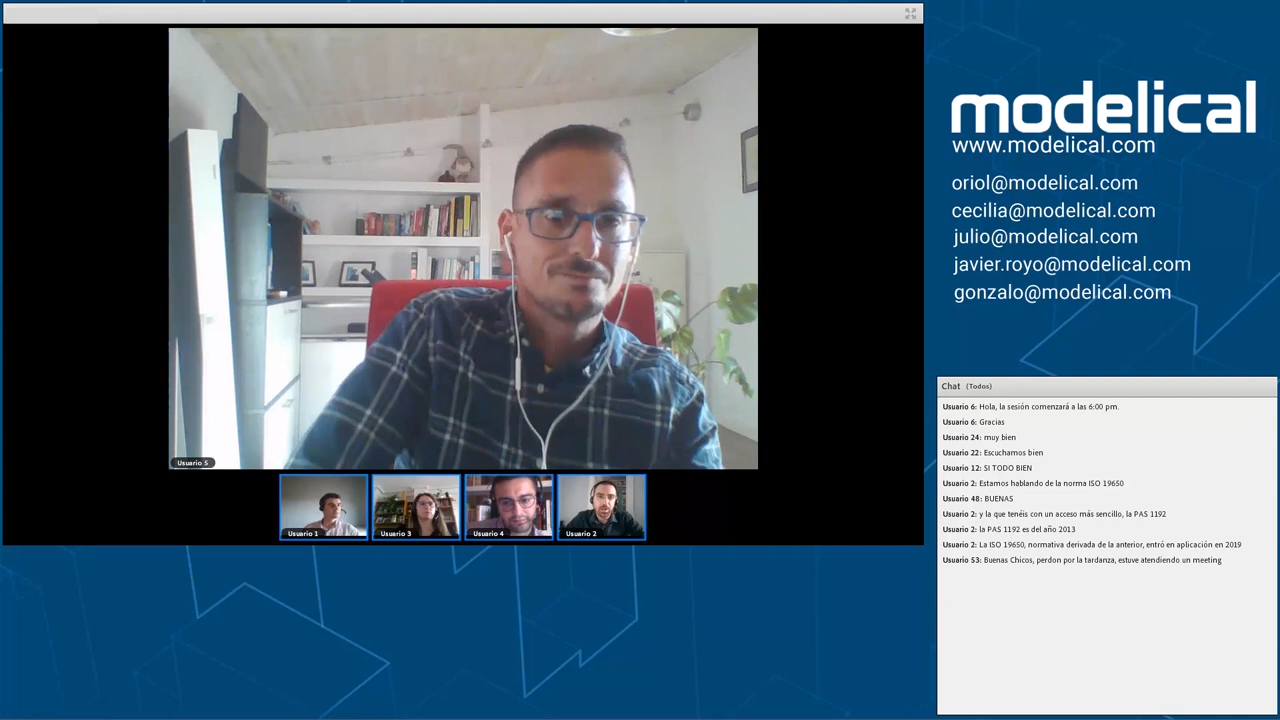 modelical
www.modelical.com
oriol@modelical.com
cecilia@modelical.com
julio@modelical.com
javier.royo@modelical.com
gonzalo@modelical.com
Usuario 5
Usuario 1
Usuario 3
Usuario 4
Usuario 2
Chat (Todos)
Usuario 6: Hola, la sesión comenzará a las 6:00 pm.
Usuario 6: Gracias
Usuario 24: muy bien
Usuario 22: Escuchamos bien
Usuario 12: SI TODO BIEN
Usuario 2: Estamos hablando de la norma ISO 19650
Usuario 48: BUENAS
Usuario 2: y la que tenéis con un acceso más sencillo, la PAS 1192
Usuario 2: la PAS 1192 es del año 2013
Usuario 2: La ISO 19650, normativa derivada de la anterior, entró en aplicación en 2019
Usuario 53: Buenas Chicos, perdon por la tardanza, estuve atendiendo un meeting